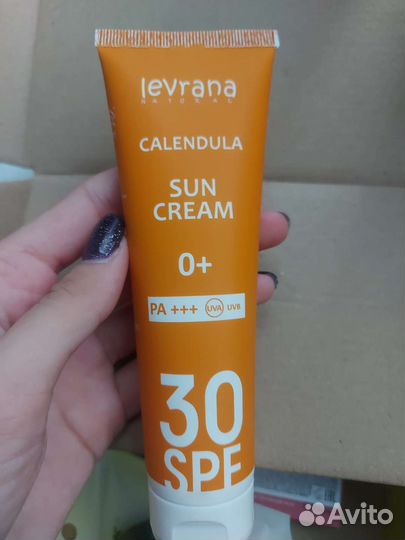 levrana
NATURAL
CALENDULA
SUN
CREAM
0+
PA +++ UVA UVB
30
SPF
Avito